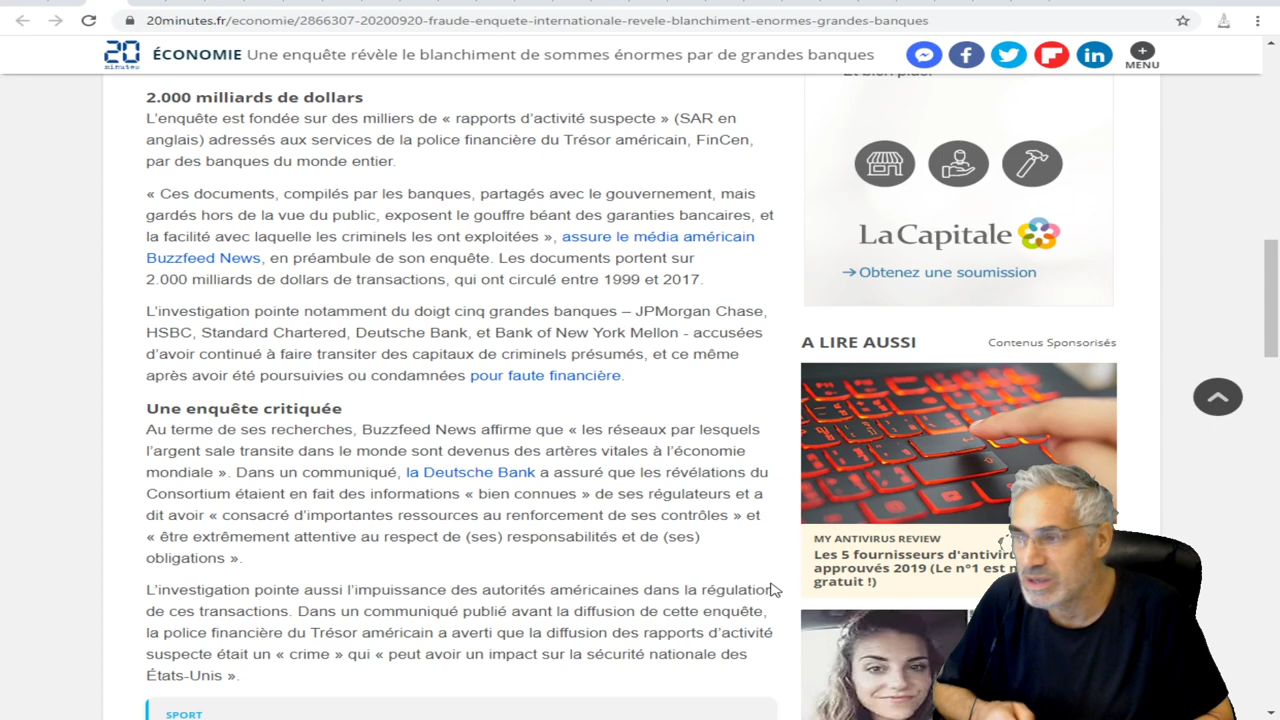 20minutes.fr/economie/2866307-20200920-fraude-enquete-internationale-revele-blanchiment-enormes-grandes-banques
20 minutes
ÉCONOMIE Une enquête révèle le blanchiment de sommes énormes par de grandes banques
MENU
2.000 milliards de dollars
L'enquête est fondée sur des milliers de « rapports d'activité suspecte » (SAR en
anglais) adressés aux services de la police financière du Trésor américain, FinCen,
par des banques du monde entier.
« Ces documents, compilés par les banques, partagés avec le gouvernement, mais
gardés hors de la vue du public, exposent le gouffre béant des garanties bancaires, et
la facilité avec laquelle les criminels les ont exploitées », assure le média américain
Buzzfeed News, en préambule de son enquête. Les documents portent sur
2.000 milliards de dollars de transactions, qui ont circulé entre 1999 et 2017.
L'investigation pointe notamment du doigt cinq grandes banques – JPMorgan Chase,
HSBC, Standard Chartered, Deutsche Bank, et Bank of New York Mellon - accusées
d'avoir continué à faire transiter des capitaux de criminels présumés, et ce même
après avoir été poursuivies ou condamnées pour faute financière.
Une enquête critiquée
Au terme de ses recherches, Buzzfeed News affirme que « les réseaux par lesquels
l'argent sale transite dans le monde sont devenus des artères vitales à l'économie
mondiale ». Dans un communiqué, la Deutsche Bank a assuré que les révélations du
Consortium étaient en fait des informations « bien connues » de ses régulateurs et a
dit avoir « consacré d'importantes ressources au renforcement de ses contrôles » et
« être extrêmement attentive au respect de (ses) responsabilités et de (ses)
obligations ».
L'investigation pointe aussi l'impuissance des autorités américaines dans la régulation
de ces transactions. Dans un communiqué publié avant la diffusion de cette enquête,
la police financière du Trésor américain a averti que la diffusion des rapports d'activité
suspecte était un « crime » qui « peut avoir un impact sur la sécurité nationale des
États-Unis ».
SPORT
La Capitale
→Obtenez une soumission
A LIRE AUSSI
Contenus Sponsorisés
MY ANTIVIRUS REVIEW
Les 5 fournisseurs
approuvés 2019 (Le n°1 est
gratuit !)